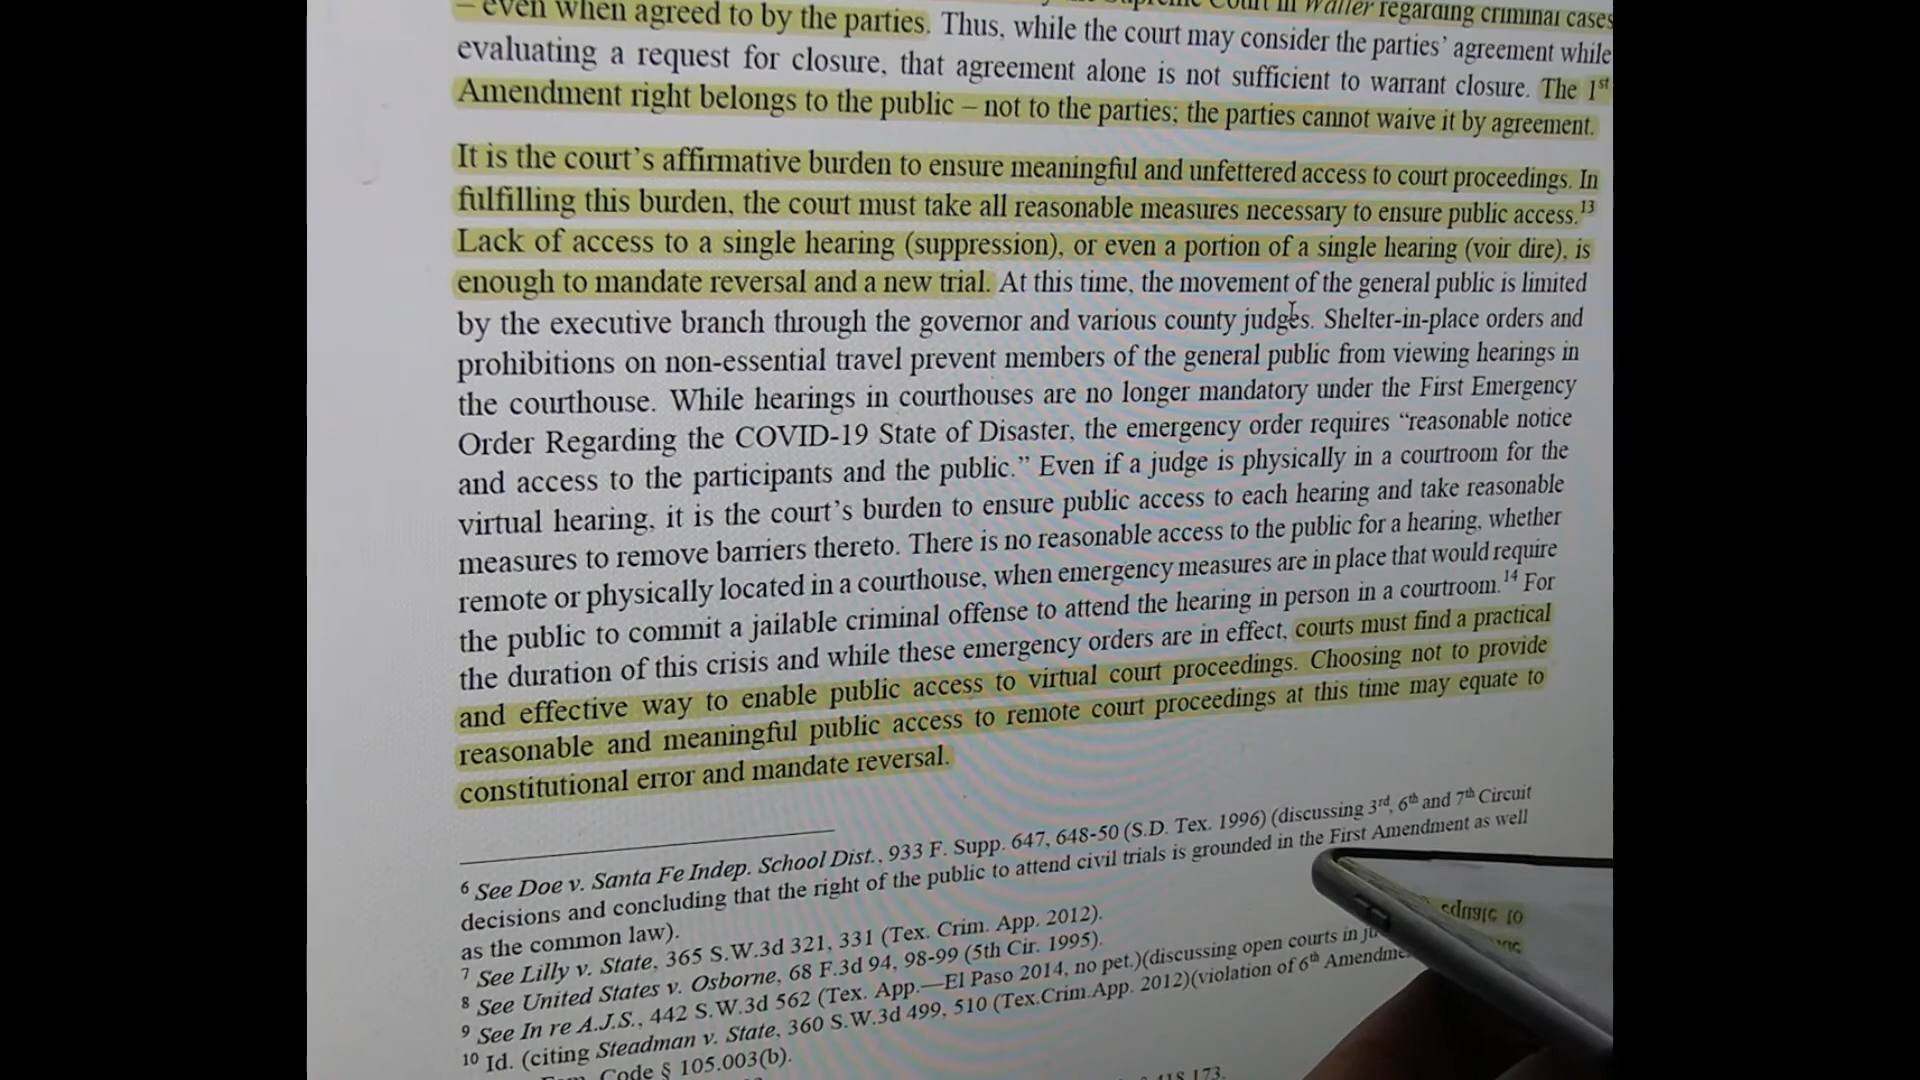 – even when agreed to by the parties. Thus, while the court may consider the parties' agreement while
evaluating a request for closure, that agreement alone is not sufficient to warrant closure. The 1st
Amendment right belongs to the public – not to the parties; the parties cannot waive it by agreement.
It is the court's affirmative burden to ensure meaningful and unfettered access to court proceedings. In
fulfilling this burden, the court must take all reasonable measures necessary to ensure public access.13
Lack of access to a single hearing (suppression), or even a portion of a single hearing (voir dire), is
enough to mandate reversal and a new trial. At this time, the movement of the general public is limited
by the executive branch through the governor and various county judges. Shelter-in-place orders and
prohibitions on non-essential travel prevent members of the general public from viewing hearings in
the courthouse. While hearings in courthouses are no longer mandatory under the First Emergency
Order Regarding the COVID-19 State of Disaster, the emergency order requires “reasonable notice
and access to the participants and the public.” Even if a judge is physically in a courtroom for the
virtual hearing, it is the court's burden to ensure public access to each hearing and take reasonable
measures to remove barriers thereto. There is no reasonable access to the public for a hearing, whether
remote or physically located in a courthouse, when emergency measures are in place that would require
the public to commit a jailable criminal offense to attend the hearing in person in a courtroom.14 For
the duration of this crisis and while these emergency orders are in effect, courts must find a practical
and effective way to enable public access to virtual court proceedings. Choosing not to provide
reasonable and meaningful public access to remote court proceedings at this time may equate to
constitutional error and mandate reversal.
6 See Doe v. Santa Fe Indep. School Dist., 933 F. Supp. 647, 648-50 (S.D. Tex. 1996) (discussing 3rd, 6th and 7th Circuit
decisions and concluding that the right of the public to attend civil trials is grounded in the First Amendment as well
as the common law).
7 See Lilly v. State, 365 S.W.3d 321, 331 (Tex. Crim. App. 2012).
8 See United States v. Osborne, 68 F.3d 94, 98-99 (5th Cir. 1995).
9 See In re A.J.S., 442 S.W.3d 562 (Tex. App.—El Paso 2014, no pet.)(discussing open courts in
10 Id. (citing Steadman v. State, 360 S.W.3d 499, 510 (Tex.Crim.App. 2012)(violation of 6th
Code § 105.003(b).